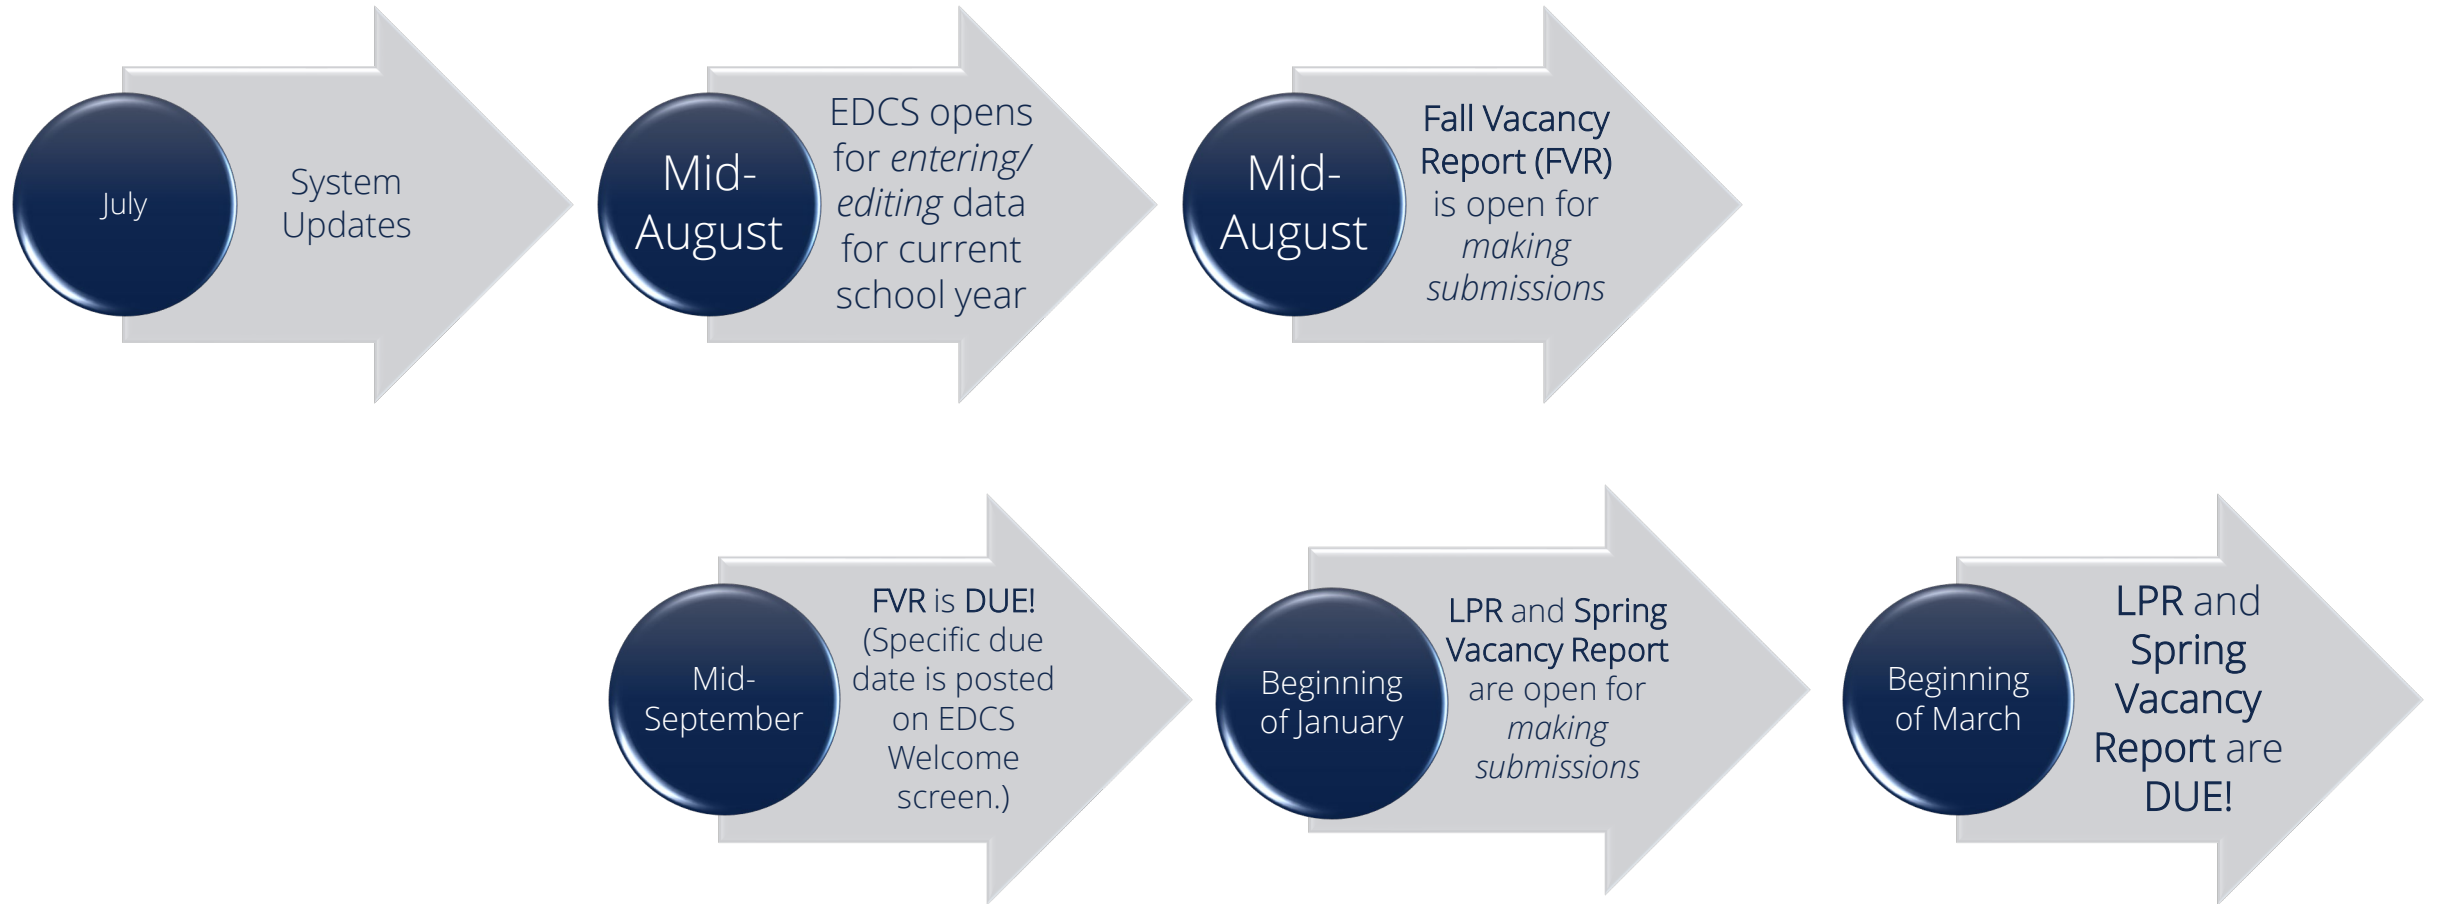 July
System
Updates
Mid-
August
EDCS opens
for entering/
editing data
for current
school year
Mid-
August
Fall Vacancy
Report (FVR)
is open for
making
submissions
Mid-
September
FVR is DUE!
(Specific due
date is posted
on EDCS
Welcome
screen.)
Beginning
of January
LPR and Spring
Vacancy Report
are open for
making
submissions
Beginning
of March
LPR and
Spring
Vacancy
Report are
DUE!